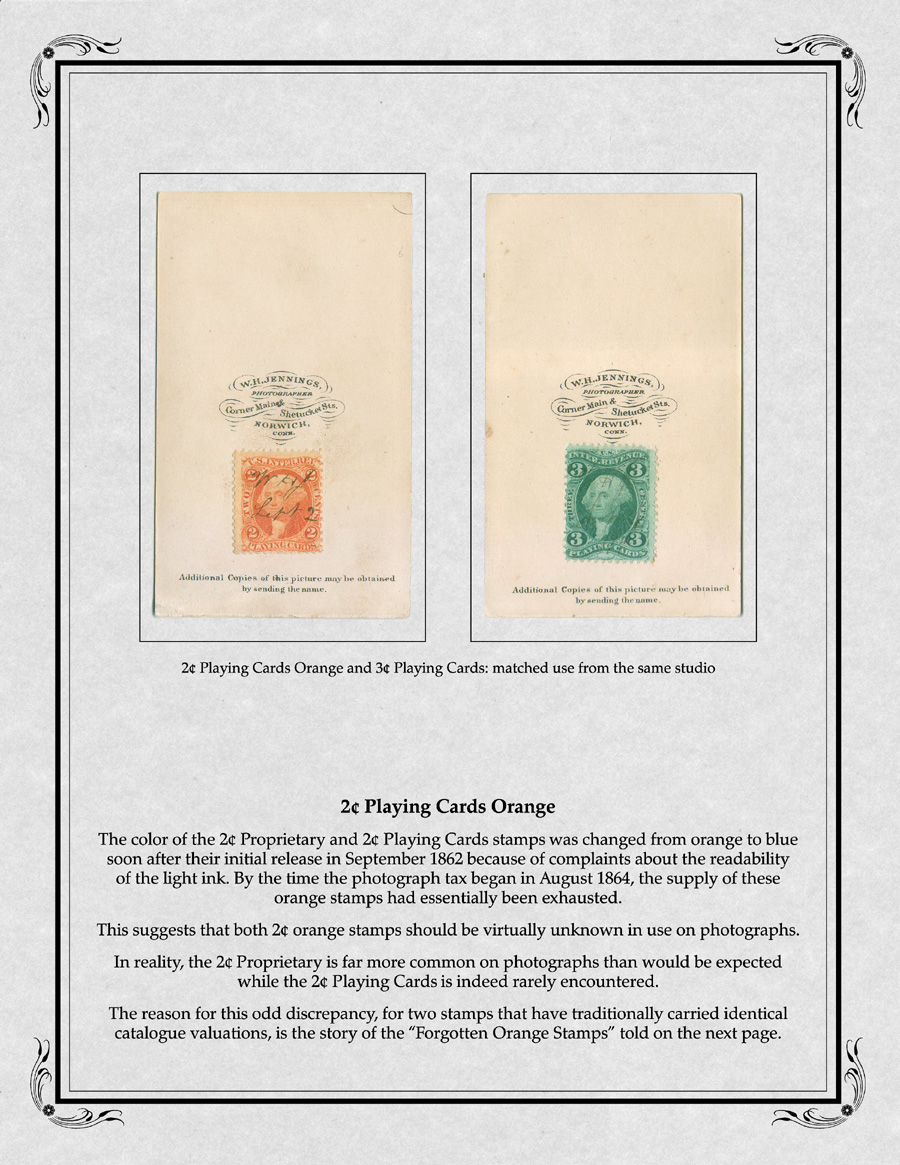 W.H.JENNINGS,
PHOTOGRAPHER
Corner Main &
Shetucket Sts.
NORWICH,
CONN.
U.S. INTER.REV.
2 2
TWO CENTS
Sept 2
2 2
PLAYING CARDS
Additional Copies of this picture may be obtained
by sending the name.
W.H.JENNINGS,
PHOTOGRAPHER
Corner Main &
Shetucket Sts.
NORWICH,
CONN.
U.S.
INTER.REVENUE
3 3
THREE CENTS
3 3
PLAYING CARDS
Additional Copies of this picture may be obtained
by sending the name.
2¢ Playing Cards Orange and 3¢ Playing Cards: matched use from the same studio
2¢ Playing Cards Orange
The color of the 2¢ Proprietary and 2¢ Playing Cards stamps was changed from orange to blue
soon after their initial release in September 1862 because of complaints about the readability
of the light ink. By the time the photograph tax began in August 1864, the supply of these
orange stamps had essentially been exhausted.
This suggests that both 2¢ orange stamps should be virtually unknown in use on photographs.
In reality, the 2¢ Proprietary is far more common on photographs than would be expected
while the 2¢ Playing Cards is indeed rarely encountered.
The reason for this odd discrepancy, for two stamps that have traditionally carried identical
catalogue valuations, is the story of the “Forgotten Orange Stamps” told on the next page.